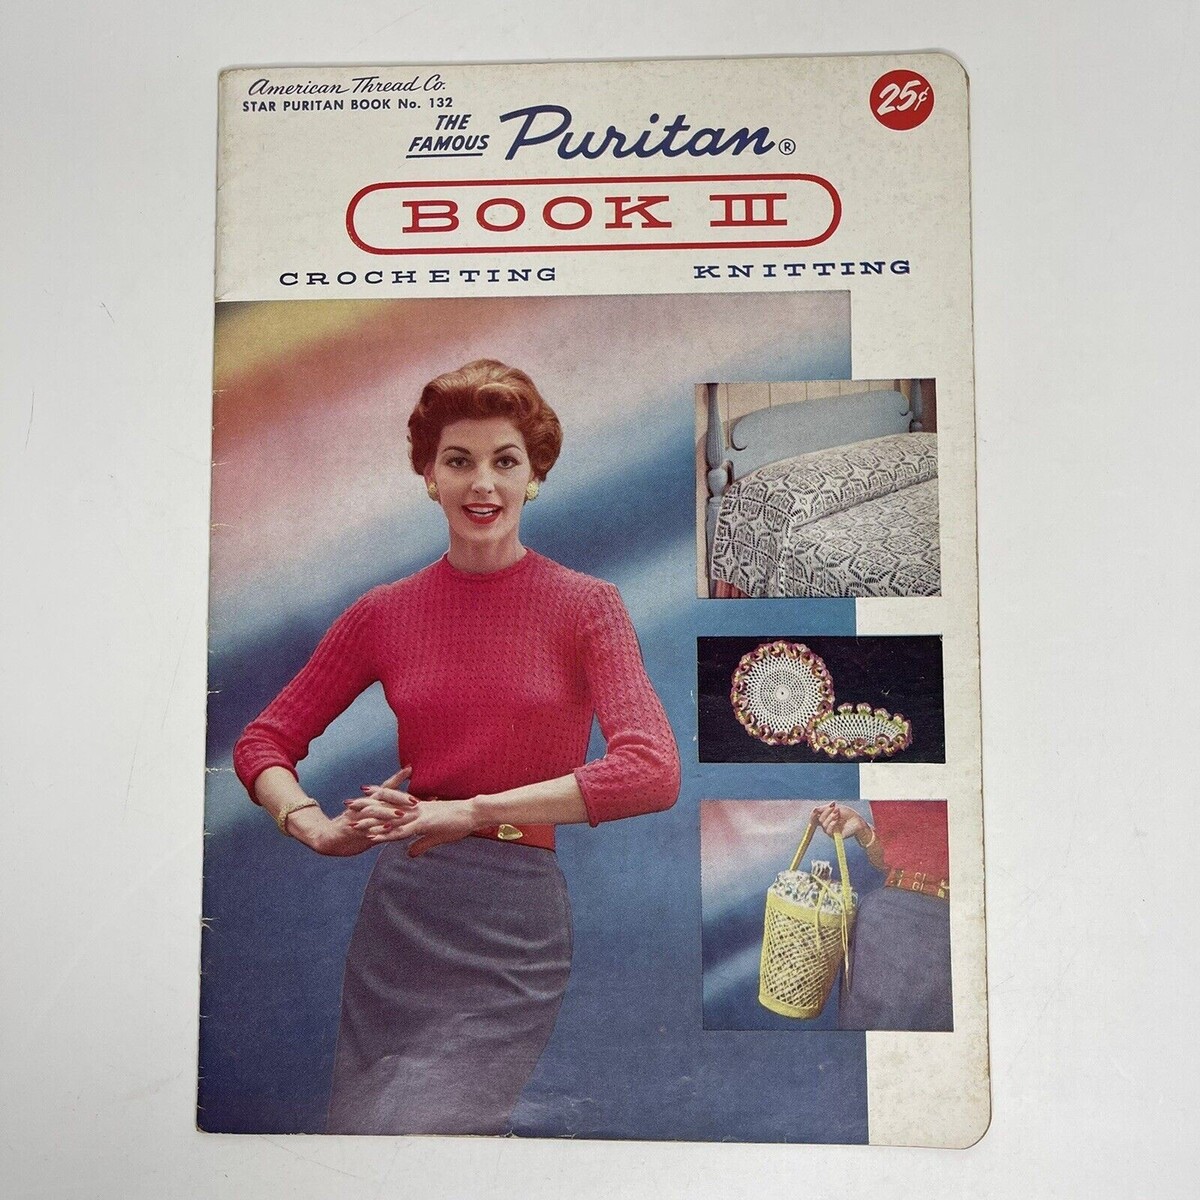 American Thread Co.
STAR PURITAN BOOK No. 132
25¢
THE
FAMOUS
Puritan®
BOOK III
CROCHETING KNITTING